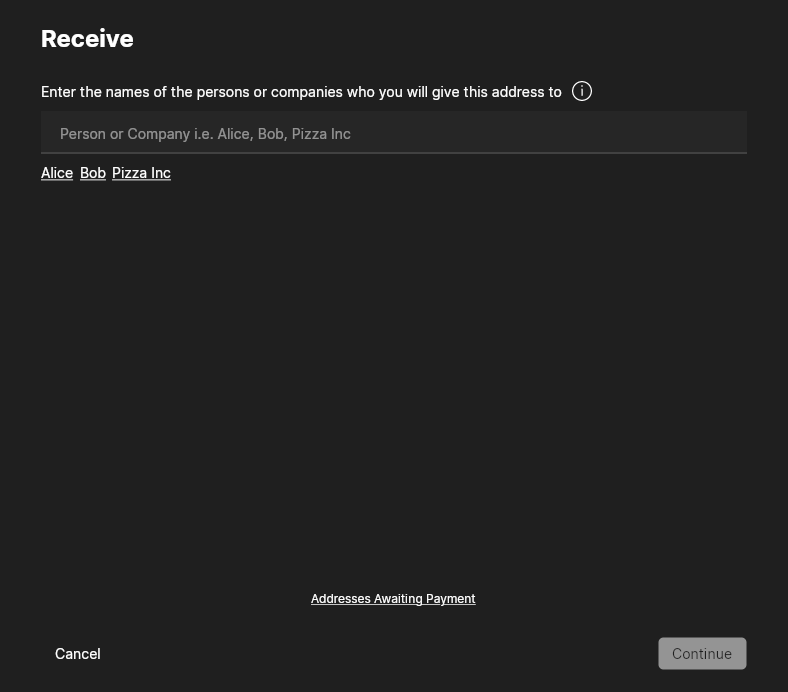 Receive
Enter the names of the persons or companies who you will give this address to
Person or Company i.e. Alice, Bob, Pizza Inc
Alice Bob Pizza Inc
Addresses Awaiting Payment
Cancel Continue